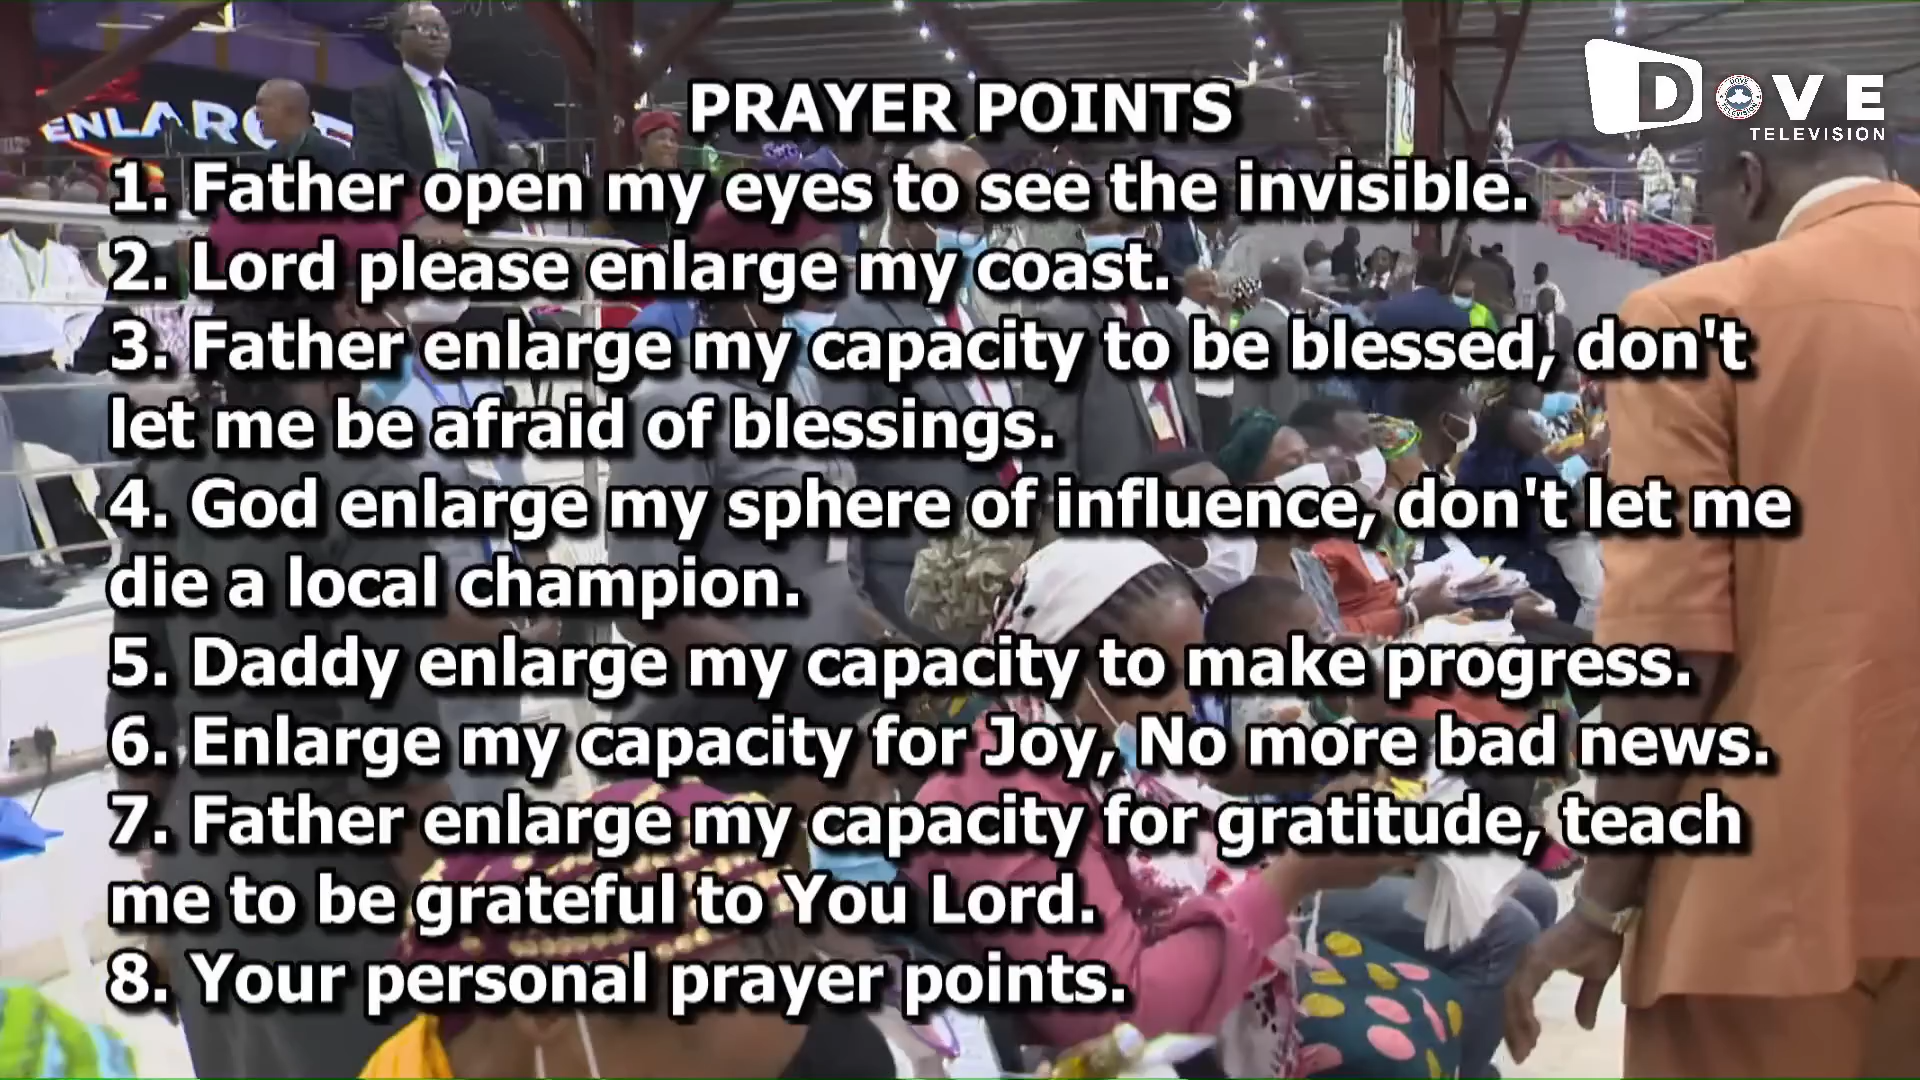 DOVE
TELEVISION
ENLARGE
PRAYER POINTS
1. Father open my eyes to see the invisible.
2. Lord please enlarge my coast.
3. Father enlarge my capacity to be blessed, don't
let me be afraid of blessings.
4. God enlarge my sphere of influence, don't let me
die a local champion.
5. Daddy enlarge my capacity to make progress.
6. Enlarge my capacity for Joy, No more bad news.
7. Father enlarge my capacity for gratitude, teach
me to be grateful to You Lord.
8. Your personal prayer points.